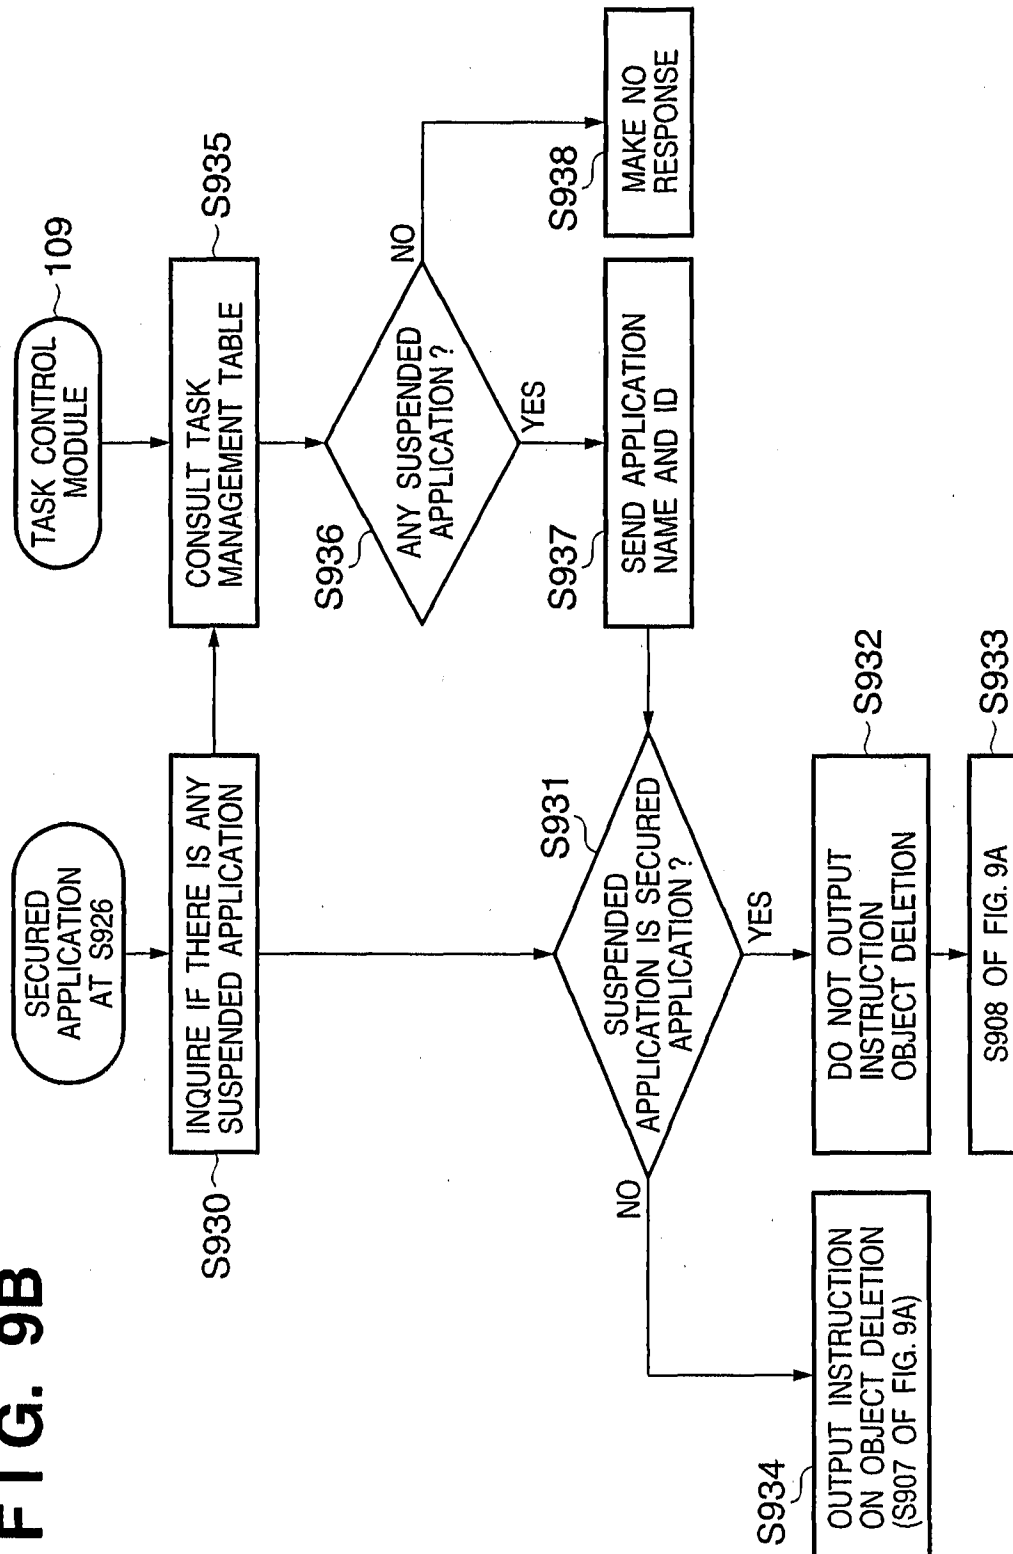 FIG. 9B
SECURED
APPLICATION
AT S926
INQUIRE IF THERE IS ANY
SUSPENDED APPLICATION
S930
TASK CONTROL
MODULE
109
CONSULT TASK
MANAGEMENT TABLE
S935
ANY SUSPENDED
APPLICATION ?
S936
NO
YES
SEND APPLICATION
NAME AND ID
S937
MAKE NO
RESPONSE
S938
SUSPENDED
APPLICATION IS SECURED
APPLICATION ?
S931
NO
YES
DO NOT OUTPUT
INSTRUCTION
OBJECT DELETION
S932
S908 OF FIG. 9A
S933
OUTPUT INSTRUCTION
ON OBJECT DELETION
(S907 OF FIG. 9A)
S934